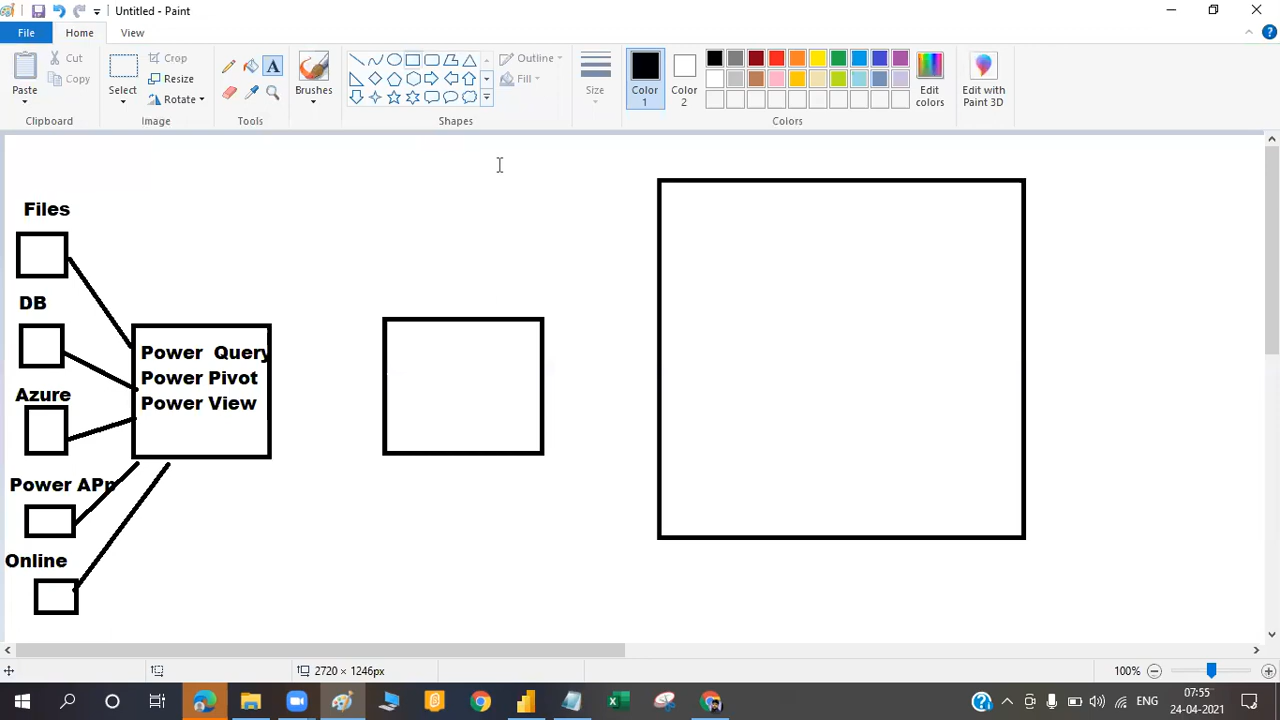 Untitled - Paint
File
Home
View
Paste
Cut
Copy
Clipboard
Select
Crop
Resize
Rotate
Image
A
Tools
Brushes
Outline
Fill
Shapes
Size
Color
1
Color
2
Edit
colors
Edit with
Paint 3D
Colors
Files
DB
Azure
Power APp
Online
Power  Query
Power Pivot
Power View
2720 × 1246px
100%
ENG
07:55
24-04-2021